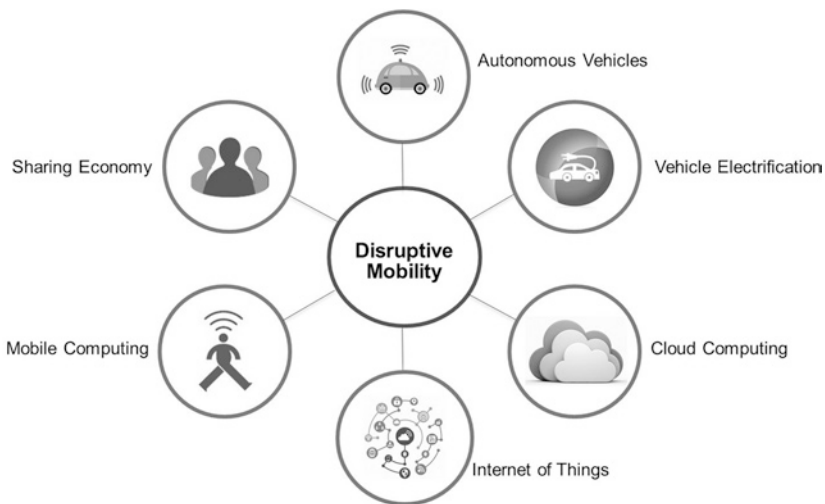 Autonomous Vehicles
Sharing Economy
Vehicle Electrification
Disruptive
Mobility
Mobile Computing
Cloud Computing
Internet of Things